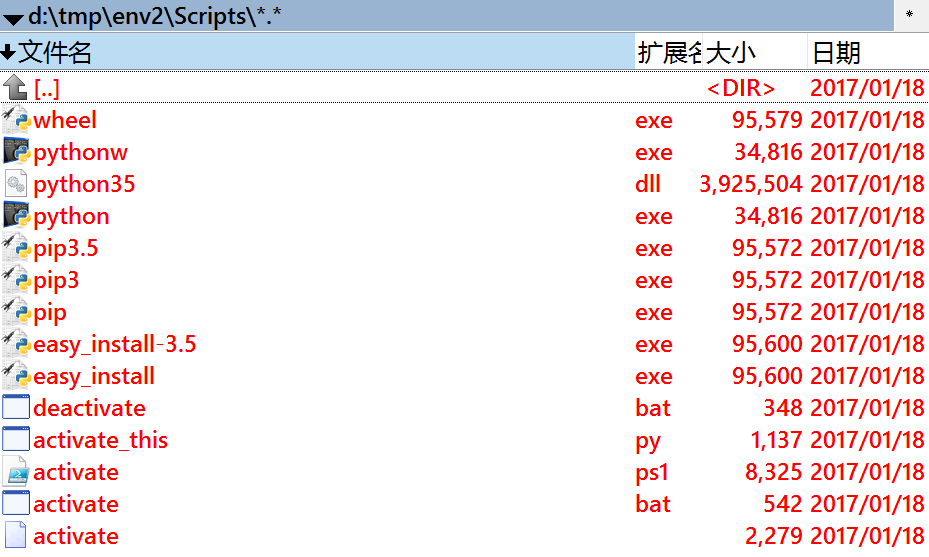 d:\tmp\env2\Scripts\*.* *
文件名 扩展名 大小 日期
[..] <DIR> 2017/01/18
wheel exe 95,579 2017/01/18
pythonw exe 34,816 2017/01/18
python35 dll 3,925,504 2017/01/18
python exe 34,816 2017/01/18
pip3.5 exe 95,572 2017/01/18
pip3 exe 95,572 2017/01/18
pip exe 95,572 2017/01/18
easy_install-3.5 exe 95,600 2017/01/18
easy_install exe 95,600 2017/01/18
deactivate bat 348 2017/01/18
activate_this py 1,137 2017/01/18
activate ps1 8,325 2017/01/18
activate bat 542 2017/01/18
activate 2,279 2017/01/18